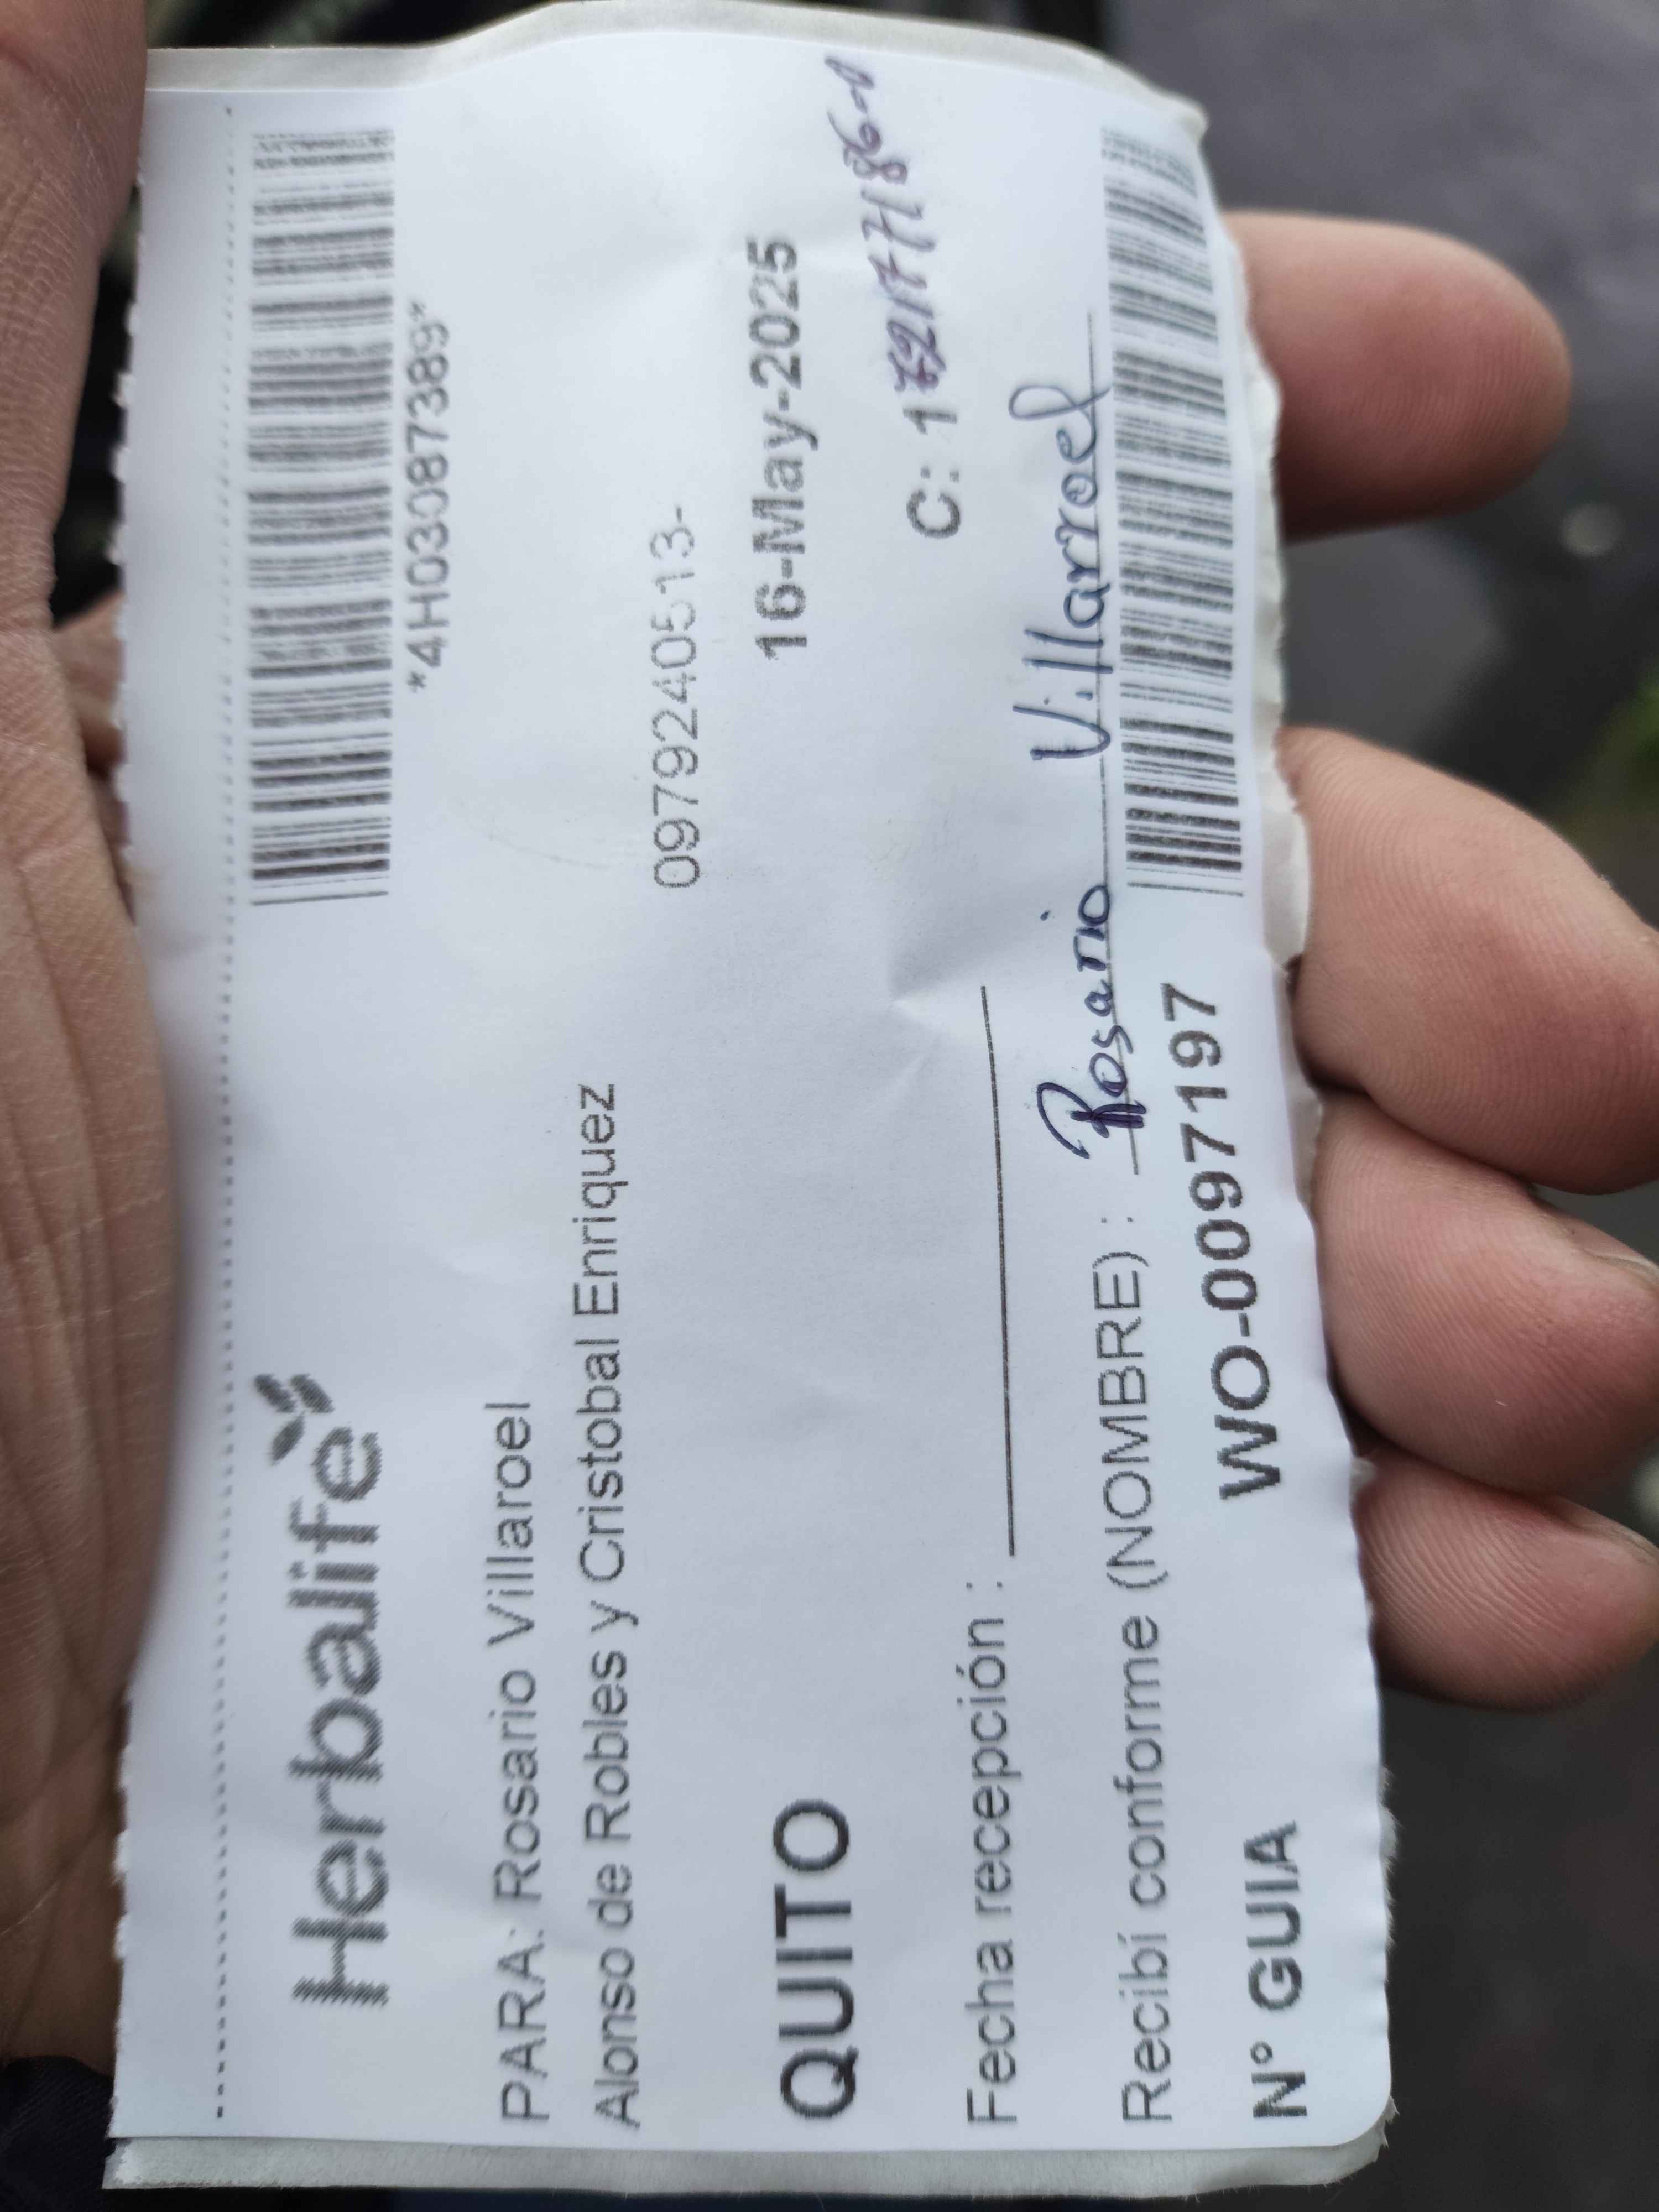 Herbalife
*4H03087389*
PARA: Rosario Villaroel
Alonso de Robles y Cristobal Enriquez
0979240513-
QUITO 16-May-2025
Fecha recepción : C: 1
Recibí conforme (NOMBRE) : Rosario Villarroel
N° GUIA WO-0097197